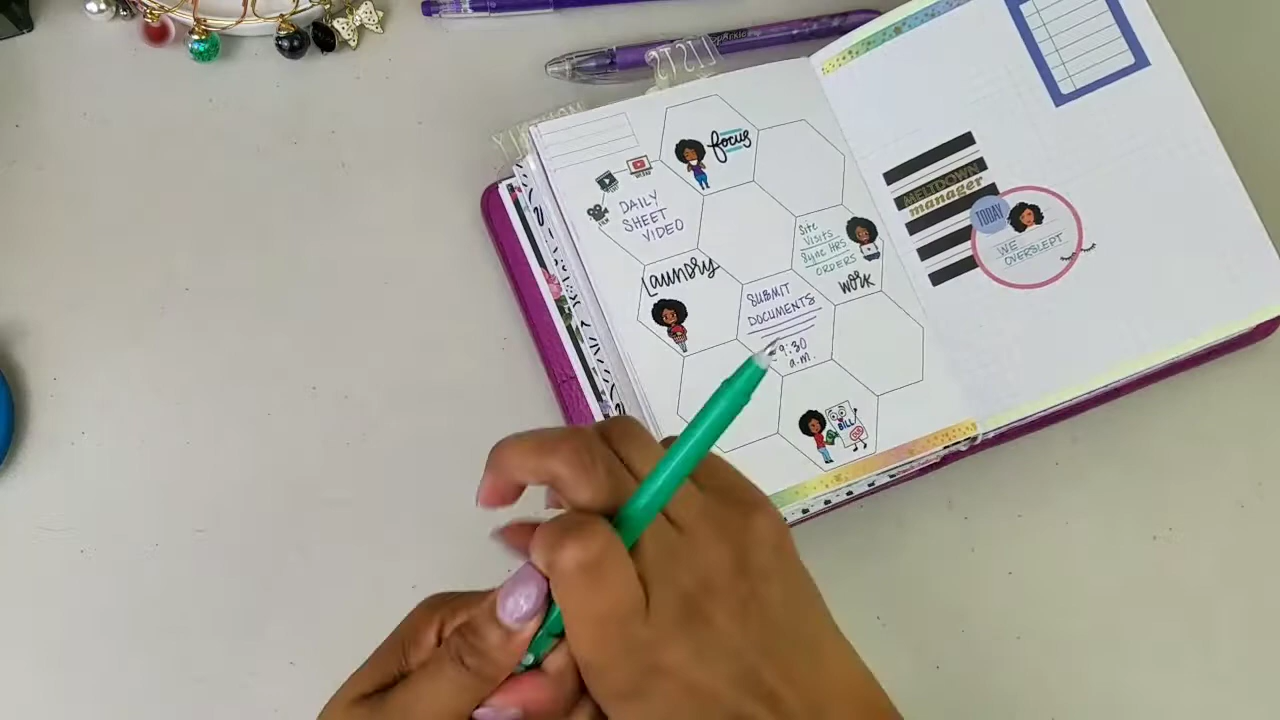 LISTS
focus
DAILY
SHEET
VIDEO
Site
Visits
Sync HRS
ORDERS
WORK
LAUNDRY
SUBMIT
DOCUMENTS
9:30
a.m.
BILL
MELTDOWN
manager
TODAY
WE
OVERSLEPT